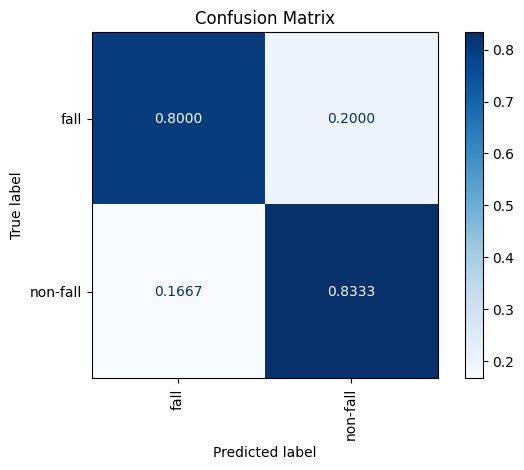 Confusion Matrix
True label
fall
0.8000
0.2000
non-fall
0.1667
0.8333
fall
non-fall
Predicted label
0.8
0.7
0.6
0.5
0.4
0.3
0.2